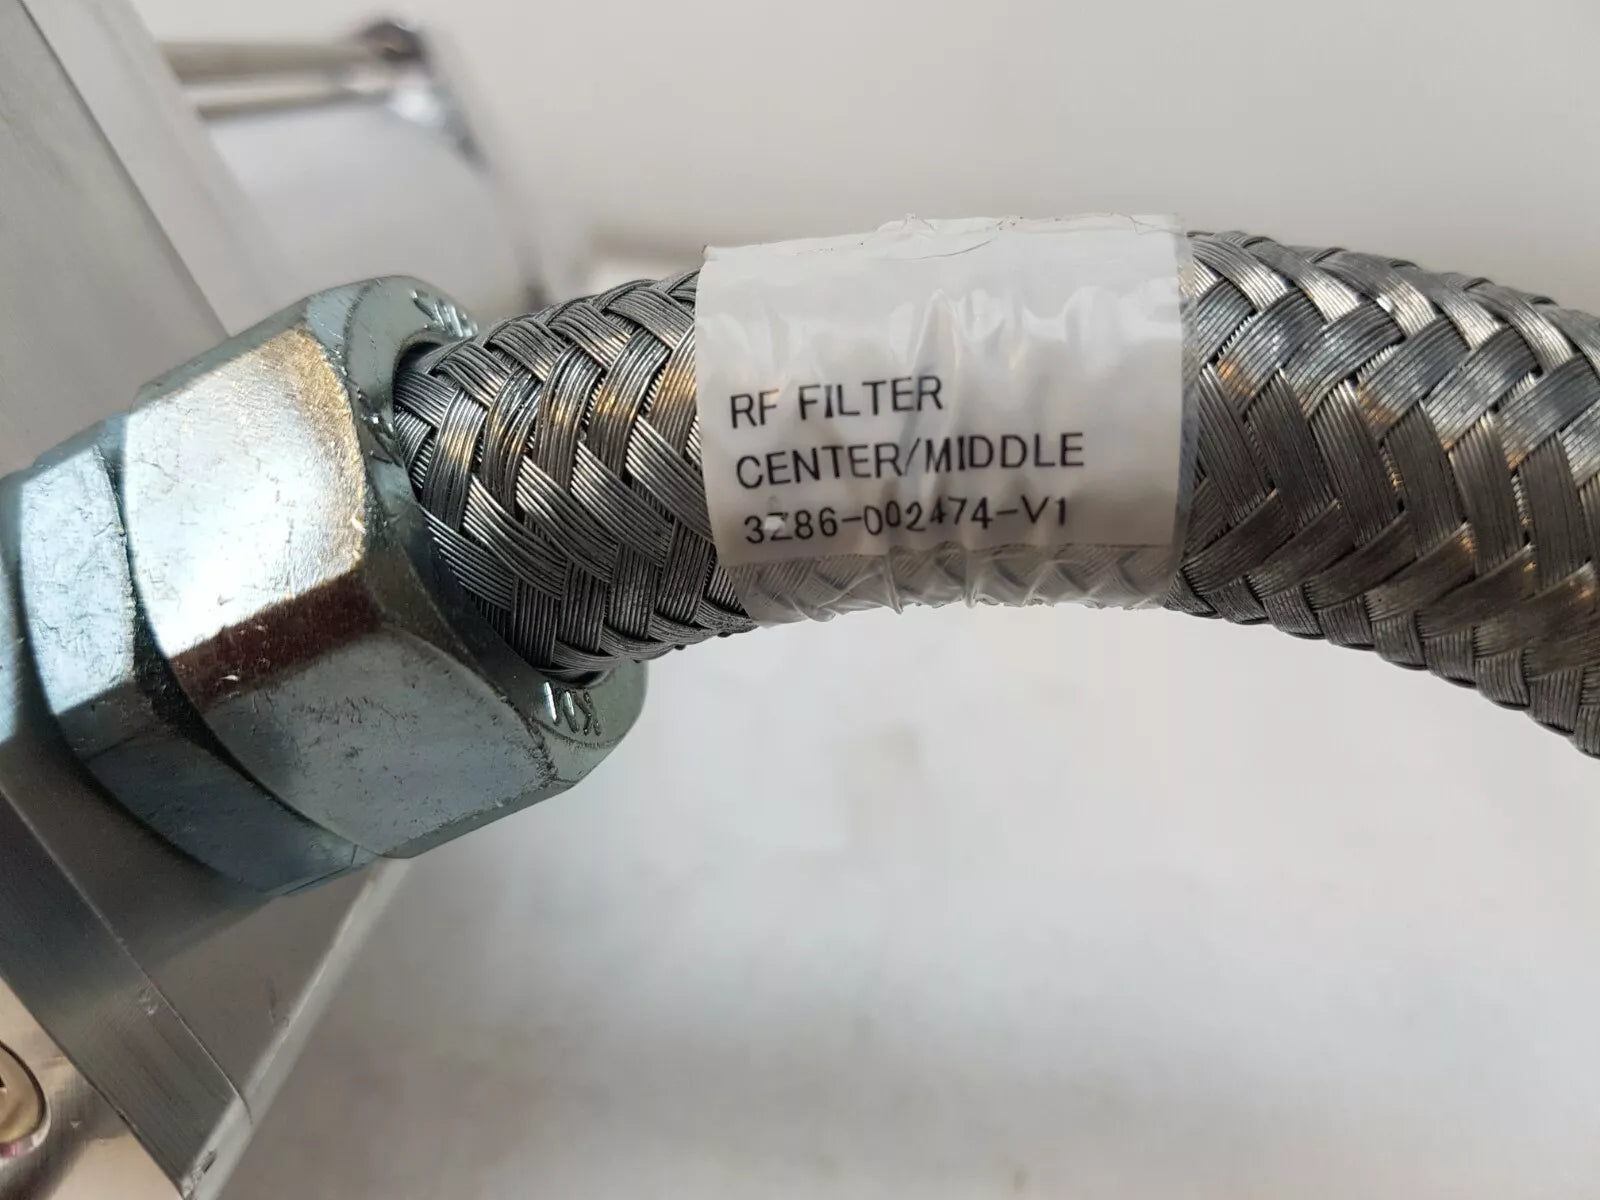 RF FILTER
CENTER/MIDDLE
3Z86-002474-V1